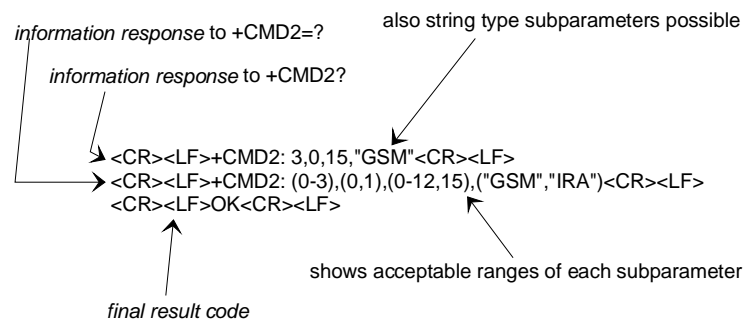 also string type subparameters possible
information response to +CMD2=?
information response to +CMD2?
<CR><LF>+CMD2: 3,0,15,"GSM"<CR><LF>
<CR><LF>+CMD2: (0-3),(0,1),(0-12,15),("GSM","IRA")<CR><LF>
<CR><LF>OK<CR><LF>
shows acceptable ranges of each subparameter
final result code